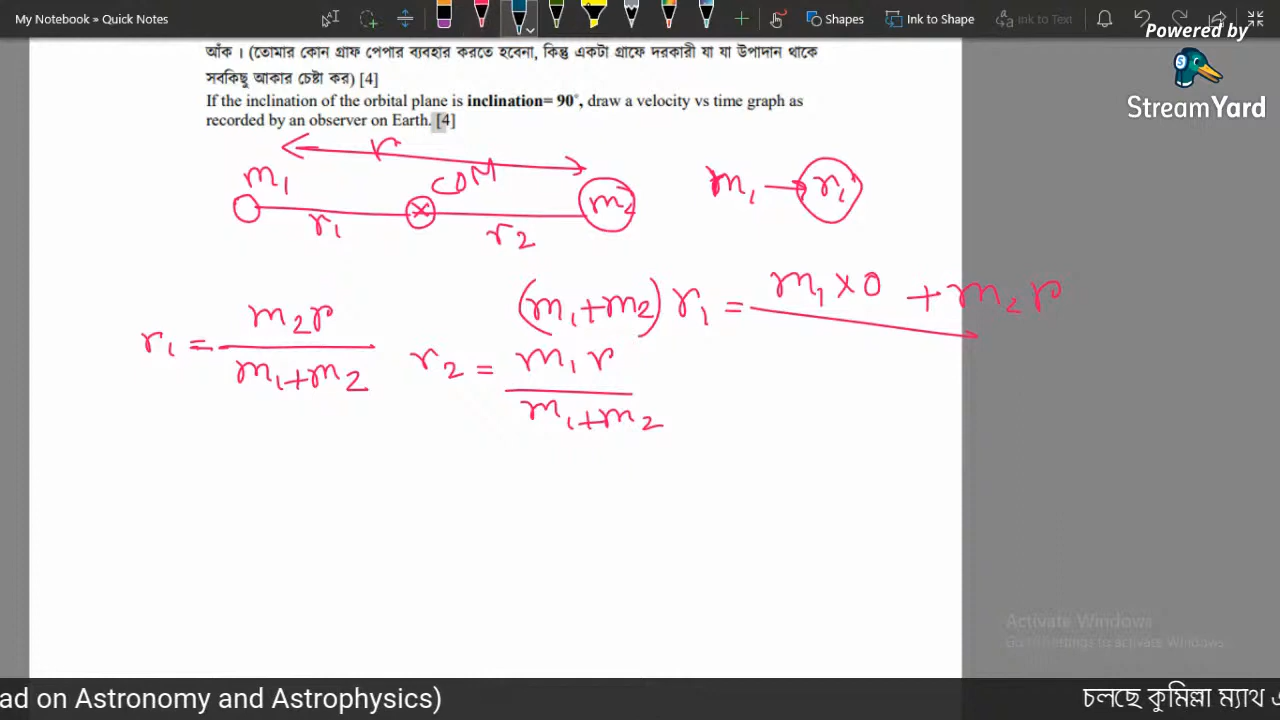 My Notebook » Quick Notes
Shapes
Ink to Shape
Ink to Text
Powered by
StreamYard
আঁক । (তোমার কোন গ্রাফ পেপার ব্যবহার করতে হবেনা, কিন্তু একটা গ্রাফে দরকারী যা যা উপাদান থাকে
সবকিছু আকার চেষ্টা কর) [4]
If the inclination of the orbital plane is inclination= 90°, draw a velocity vs time graph as
recorded by an observer on Earth. [4]
r
m₁ COM m₂
r₁ r₂
m₁ → r₁
(m₁+m₂) r₁ = m₁ × 0 + m₂ r
r₁ = m₂r / m₁+m₂
r₂ = m₁ r / m₁+m₂
Activate Windows
Go to Settings to activate Windows.
ad on Astronomy and Astrophysics)
চলছে কুমিল্লা ম্যাথ এ